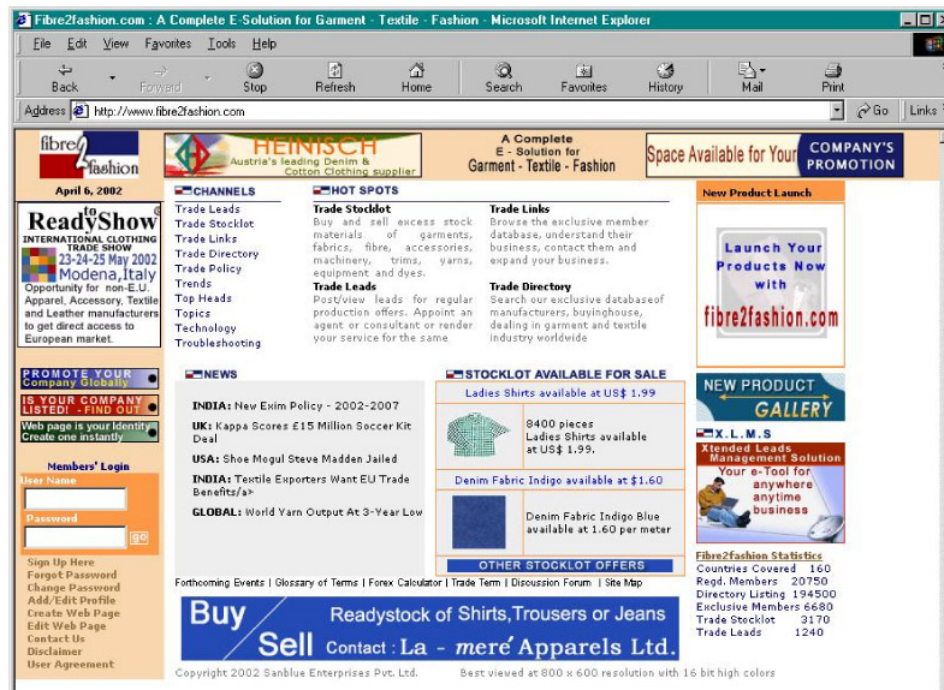 Fibre2fashion.com : A Complete E-Solution for Garment - Textile - Fashion - Microsoft Internet Explorer
File Edit View Favorites Tools Help
Back Forward Stop Refresh Home Search Favorites History Mail Print
Address http://www.fibre2fashion.com Go Links
fibre2fashion
HEINISCH
Austria's leading Denim &
Cotton Clothing supplier
A Complete
E - Solution for
Garment - Textile - Fashion
Space Available for Your
COMPANY'S
PROMOTION
April 6, 2002
Ready to Show
INTERNATIONAL CLOTHING
TRADE SHOW
23-24-25 May 2002
Modena, Italy
Opportunity for non-E.U.
Apparel, Accessory, Textile
and Leather manufacturers
to get direct access to
European market.
PROMOTE YOUR
Company Globally
IS YOUR COMPANY
LISTED! - FIND OUT
Web page is your Identity
Create one instantly
Members' Login
User Name
Password
go
Sign Up Here
Forgot Password
Change Password
Add/Edit Profile
Create Web Page
Edit Web Page
Contact Us
Disclaimer
User Agreement
CHANNELS
Trade Leads
Trade Stocklot
Trade Links
Trade Directory
Trade Policy
Trends
Top Heads
Topics
Technology
Troubleshooting
HOT SPOTS
Trade Stocklot
Buy and sell excess stock
materials of garments,
fabrics, fibre, accessories,
machinery, trims, yarns,
equipment and dyes.
Trade Leads
Post/view leads for regular
production offers. Appoint an
agent or consultant or render
your service for the same
Trade Links
Browse the exclusive member
database, understand their
business, contact them and
expand your business.
Trade Directory
Search our exclusive databaseof
manufacturers, buyinghouse,
dealing in garment and textile
industry worldwide
NEWS
INDIA: New Exim Policy - 2002-2007
UK: Kappa Scores £15 Million Soccer Kit
Deal
USA: Shoe Mogul Steve Madden Jailed
INDIA: Textile Exporters Want EU Trade
Benefits/a>
GLOBAL: World Yarn Output At 3-Year Low
STOCKLOT AVAILABLE FOR SALE
Ladies Shirts available at US$ 1.99
8400 pieces
Ladies Shirts available
at US$ 1.99.
Denim Fabric Indigo available at $1.60
Denim Fabric Indigo Blue
available at 1.60 per meter
OTHER STOCKLOT OFFERS
New Product Launch
Launch Your
Products Now
with
fibre2fashion.com
NEW PRODUCT
GALLERY
X.L.M.S
Xtended Leads
Management Solution
Your e-Tool for
anywhere
anytime
business
Fibre2fashion Statistics
Countries Covered 160
Regd. Members 20750
Directory Listing 194500
Exclusive Members 6680
Trade Stocklot 3170
Trade Leads 1240
Forthcoming Events | Glossary of Terms | Forex Calculator | Trade Term | Discussion Forum | Site Map
Buy / Sell
Readystock of Shirts,Trousers or Jeans
Contact : La - meré Apparels Ltd.
Copyright 2002 Sanblue Enterprises Pvt. Ltd. Best viewed at 800 x 600 resolution with 16 bit high colors